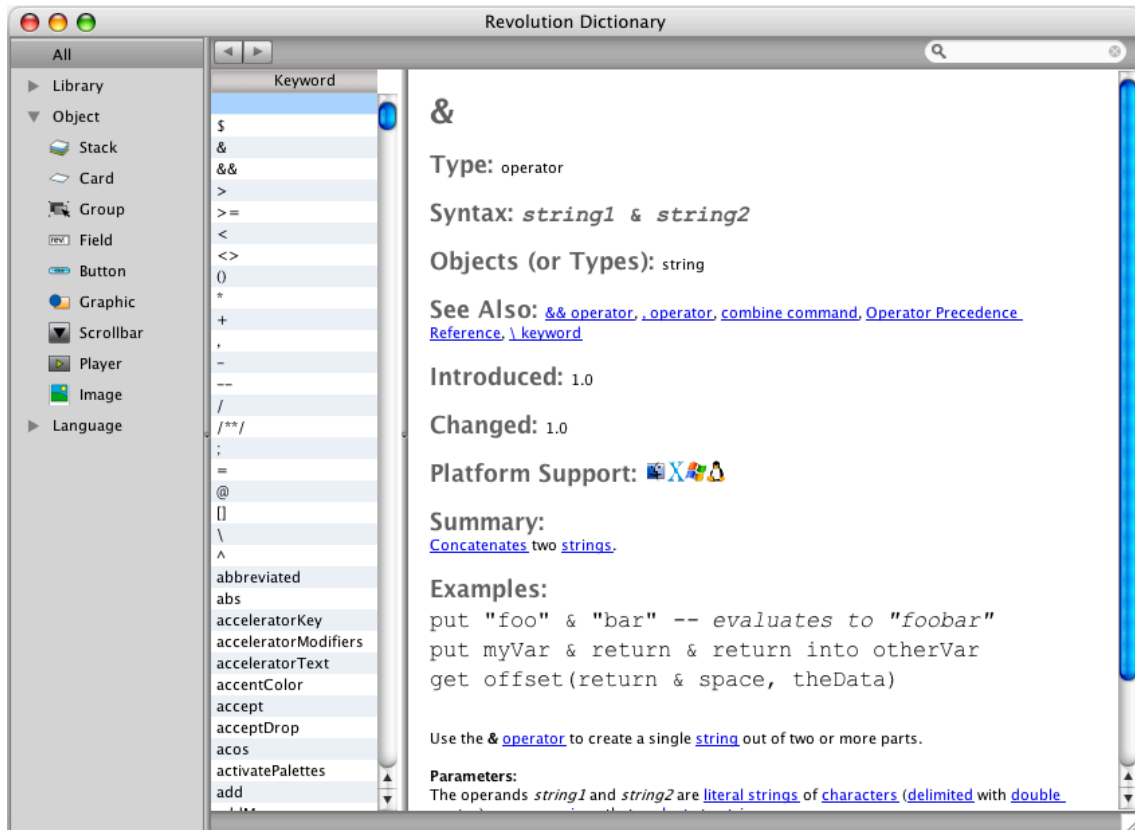 Revolution Dictionary
All
Library
Object
Stack
Card
Group
rev Field
Button
Graphic
Scrollbar
Player
Image
Language
Keyword
$
&
&&
>
>=
<
<>
()
*
+
,
-
--
/
/**/
;
=
@
[]
\
^
abbreviated
abs
acceleratorKey
acceleratorModifiers
acceleratorText
accentColor
accept
acceptDrop
acos
activatePalettes
add
&
Type: operator
Syntax: string1 & string2
Objects (or Types): string
See Also: && operator, , operator, combine command, Operator Precedence
Reference, \ keyword
Introduced: 1.0
Changed: 1.0
Platform Support:
Summary:
Concatenates two strings.
Examples:
put "foo" & "bar" -- evaluates to "foobar"
put myVar & return & return into otherVar
get offset(return & space, theData)
Use the & operator to create a single string out of two or more parts.
Parameters:
The operands string1 and string2 are literal strings of characters (delimited with double